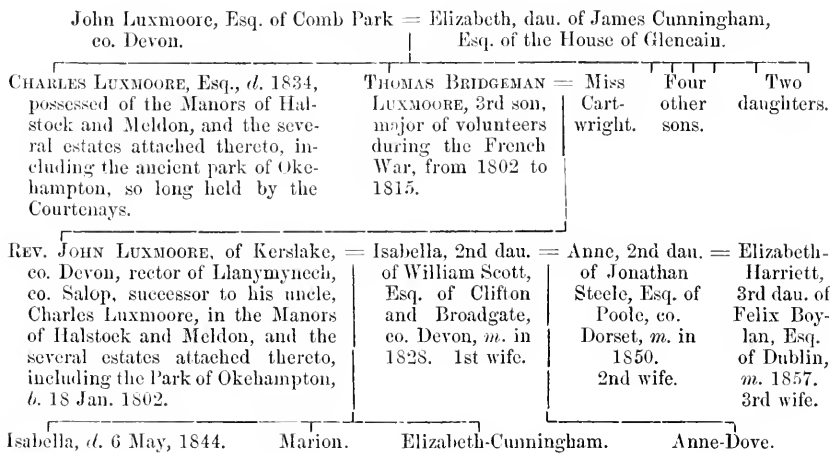 John Luxmoore, Esq. of Comb Park = Elizabeth, dau. of James Cunningham,
co. Devon. Esq. of the House of Glencain.
CHARLES LUXMOORE, Esq., d. 1834,
possessed of the Manors of Hal-
stock and Meldon, and the seve-
ral estates attached thereto, in-
cluding the ancient park of Oke-
hampton, so long held by the
Courtenays.
THOMAS BRIDGEMAN =
LUXMOORE, 3rd son,
major of volunteers
during the French
War, from 1802 to
1815.
Miss
Cart-
wright.
Four
other
sons.
Two
daughters.
REV. JOHN LUXMOORE, of Kerslake, =
co. Devon, rector of Llanymynech,
co. Salop, successor to his uncle,
Charles Luxmoore, in the Manors
of Halstock and Meldon, and the
several estates attached thereto,
including the Park of Okehampton,
b. 18 Jan. 1802.
Isabella, 2nd dau. =
of William Scott,
Esq. of Clifton
and Broadgate,
co. Devon, m. in
1828. 1st wife.
Anne, 2nd dau. =
of Jonathan
Steele, Esq. of
Poole, co.
Dorset, m. in
1850.
2nd wife.
Elizabeth-
Harriett,
3rd dau. of
Felix Boy-
lan, Esq.
of Dublin,
m. 1857.
3rd wife.
Isabella, d. 6 May, 1844. Marion. Elizabeth-Cunningham. Anne-Dove.